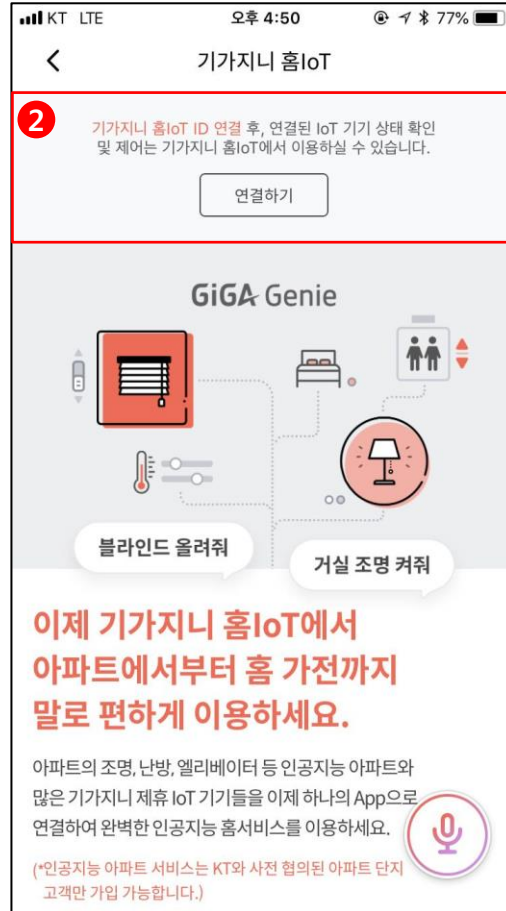 KT LTE 오후 4:50 77%
기가지니 홈IoT
2
기가지니 홈IoT ID 연결 후, 연결된 IoT 기기 상태 확인
및 제어는 기가지니 홈IoT에서 이용하실 수 있습니다.
연결하기
GiGA Genie
블라인드 올려줘
거실 조명 켜줘
이제 기가지니 홈IoT에서
아파트에서부터 홈 가전까지
말로 편하게 이용하세요.
아파트의 조명, 난방, 엘리베이터 등 인공지능 아파트와
많은 기가지니 제휴 IoT 기기들을 이제 하나의 App으로
연결하여 완벽한 인공지능 홈서비스를 이용하세요.
(*인공지능 아파트 서비스는 KT와 사전 협의된 아파트 단지
고객만 가입 가능합니다.)